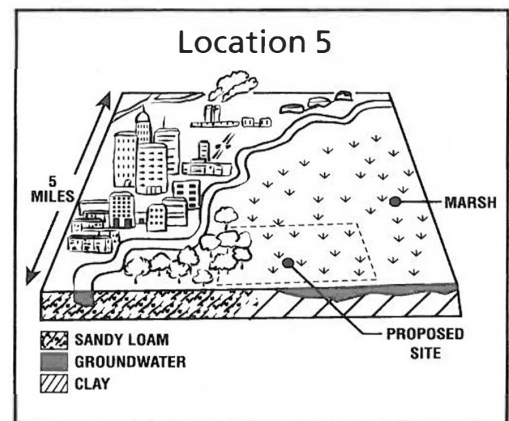 Location 5
5
MILES
MARSH
PROPOSED
SITE
SANDY LOAM
GROUNDWATER
CLAY